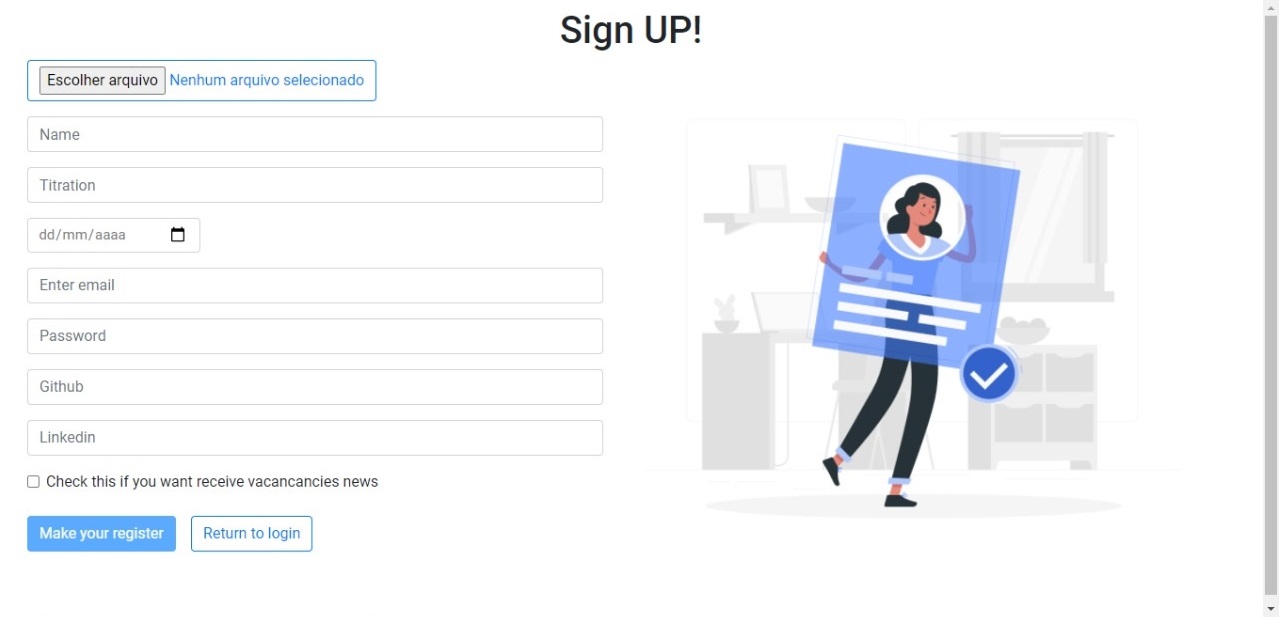 Sign UP!
Escolher arquivo Nenhum arquivo selecionado
Name
Titration
dd/mm/aaaa
Enter email
Password
Github
Linkedin
Check this if you want receive vacancancies news
Make your register Return to login